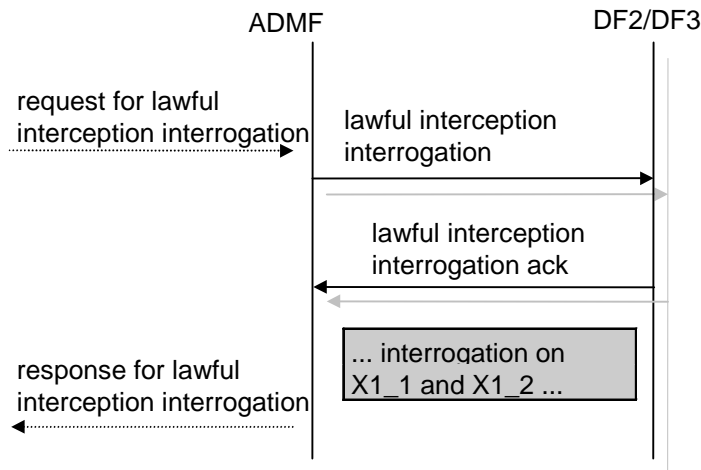 ADMF
DF2/DF3
request for lawful
interception interrogation
lawful interception
interrogation
lawful interception
interrogation ack
... interrogation on
X1_1 and X1_2 ...
response for lawful
interception interrogation